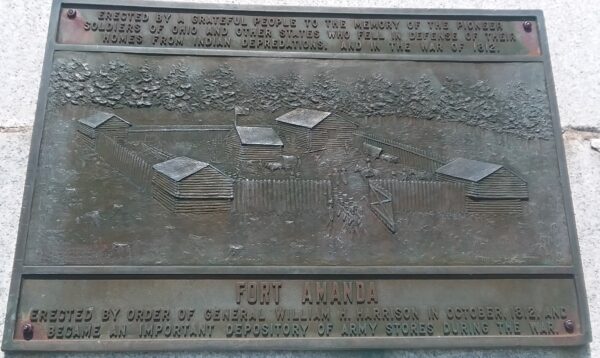 ERECTED BY A GRATEFUL PEOPLE TO THE MEMORY OF THE PIONEER
SOLDIERS OF OHIO AND OTHER STATES WHO FELL IN DEFENSE OF THEIR
HOMES FROM INDIAN DEPREDATIONS, AND IN THE WAR OF 1812.
FORT AMANDA
ERECTED BY ORDER OF GENERAL WILLIAM H. HARRISON IN OCTOBER, 1812, AND
BECAME AN IMPORTANT DEPOSITORY OF ARMY STORES DURING THE WAR